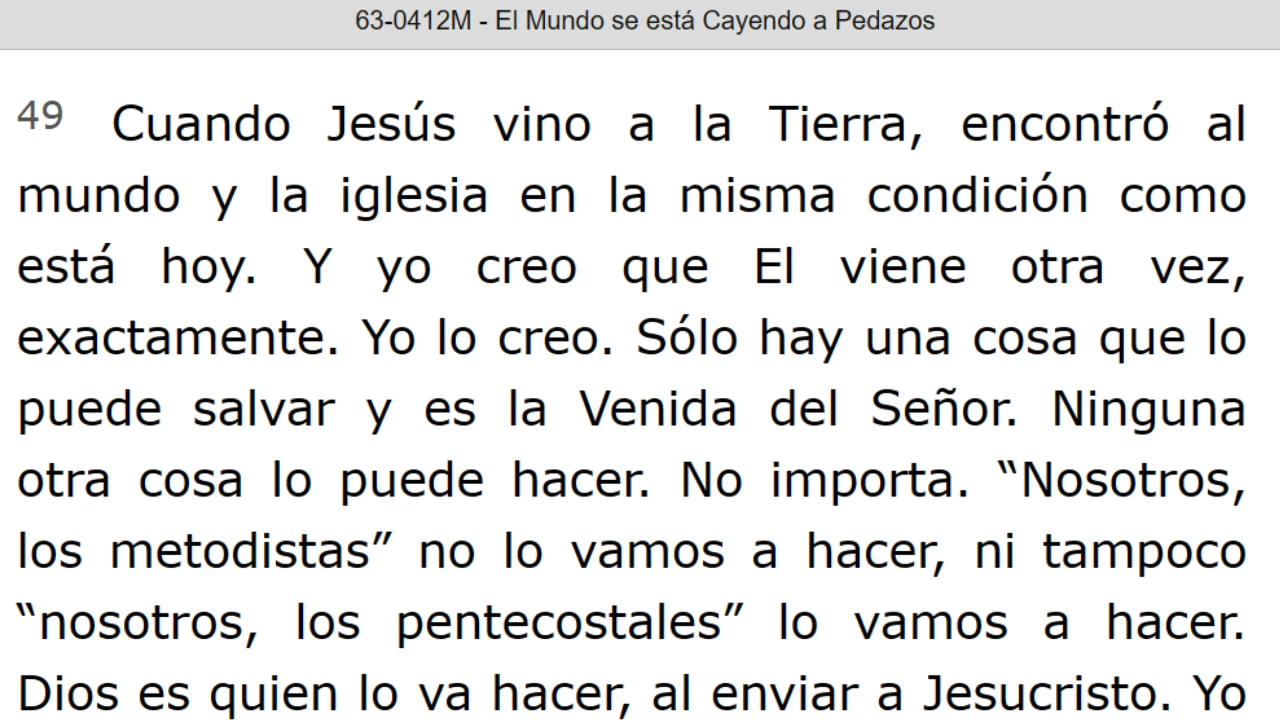 63-0412M - El Mundo se está Cayendo a Pedazos
49 Cuando Jesús vino a la Tierra, encontró al
mundo y la iglesia en la misma condición como
está hoy. Y yo creo que El viene otra vez,
exactamente. Yo lo creo. Sólo hay una cosa que lo
puede salvar y es la Venida del Señor. Ninguna
otra cosa lo puede hacer. No importa. “Nosotros,
los metodistas” no lo vamos a hacer, ni tampoco
“nosotros, los pentecostales” lo vamos a hacer.
Dios es quien lo va hacer, al enviar a Jesucristo. Yo